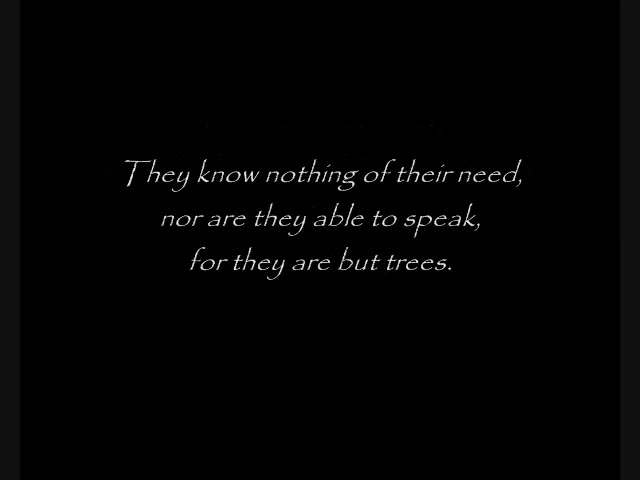 They know nothing of their need,
nor are they able to speak,
for they are but trees.